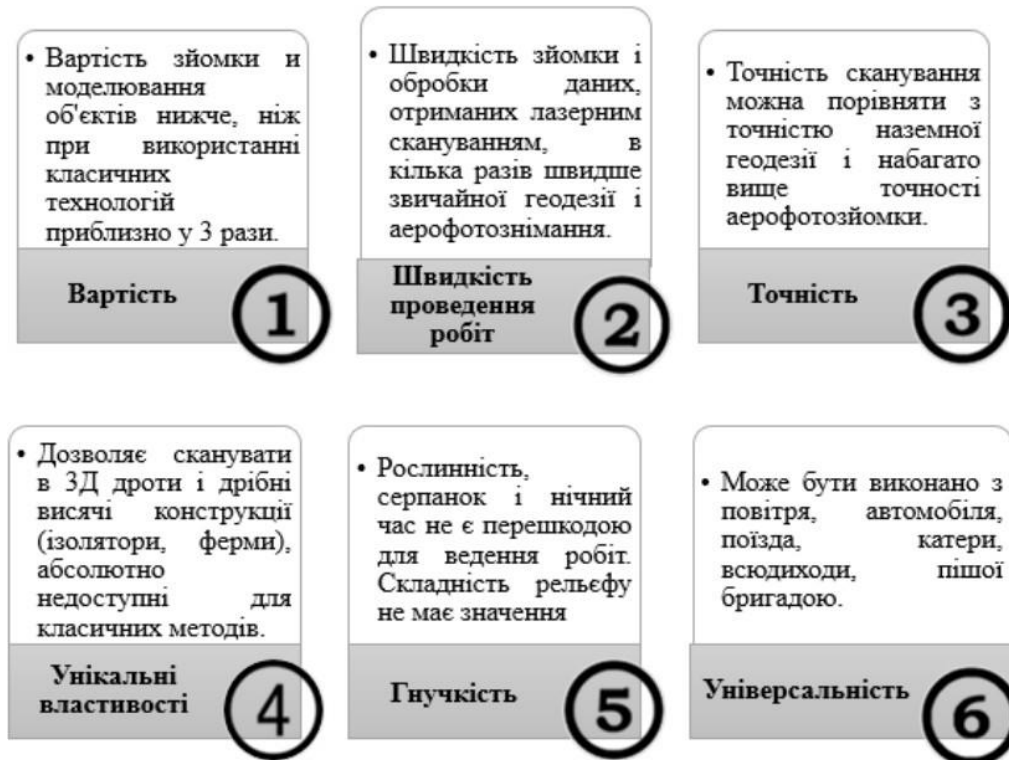 • Вартість зйомки и
моделювання
об'єктів нижче, ніж
при використанні
класичних
технологій
приблизно у 3 рази.
Вартість
1
• Швидкість зйомки і
обробки даних,
отриманих лазерним
скануванням, в
кілька разів швидше
звичайної геодезії і
аерофотознімання.
Швидкість
проведення
робіт
2
• Точність сканування
можна порівняти з
точністю наземної
геодезії і набагато
вище точності
аерофотозйомки.
Точність
3
• Дозволяє сканувати
в 3Д дроти і дрібні
висячі конструкції
(ізолятори, ферми),
абсолютно
недоступні для
класичних методів.
Унікальні
властивості
4
• Рослинність,
серпанок і нічний
час не є перешкодою
для ведення робіт.
Складність рельєфу
не має значення
Гнучкість
5
• Може бути виконано з
повітря, автомобіля,
поїзда, катери,
всюдиходи, пішої
бригадою.
Універсальність
6